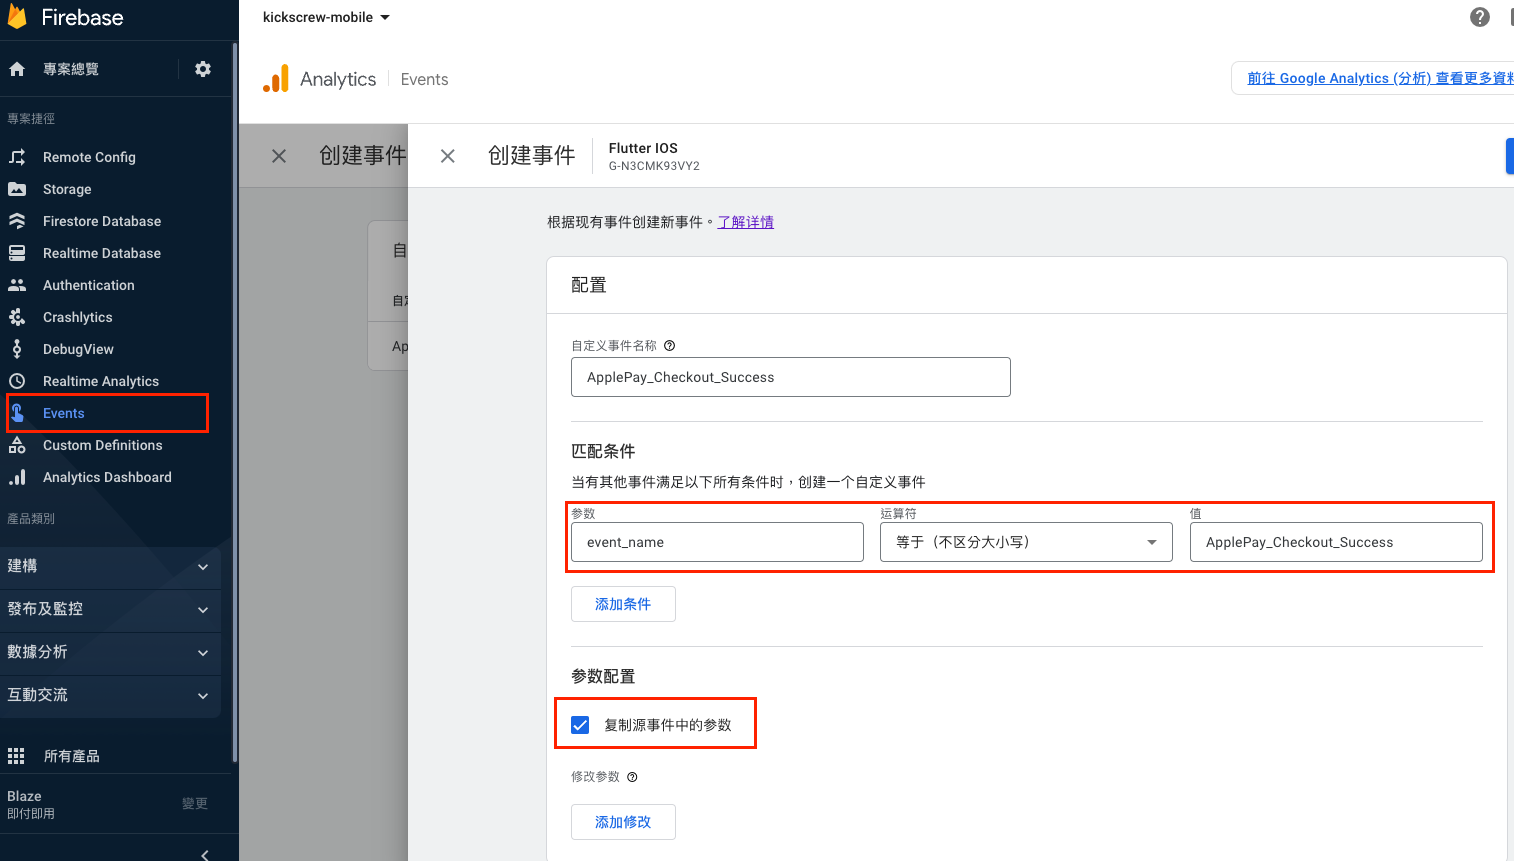 Firebase
kickscrew-mobile
專案總覽
Analytics
Events
前往 Google Analytics (分析) 查看更多資料
專案捷徑
Remote Config
Storage
Firestore Database
Realtime Database
Authentication
Crashlytics
DebugView
Realtime Analytics
Events
Custom Definitions
Analytics Dashboard
產品類別
建構
發布及監控
數據分析
互動交流
所有產品
Blaze
即付即用
變更
创建事件
自
自定
Ap
创建事件
Flutter IOS
G-N3CMK93VY2
根据现有事件创建新事件。了解详情
配置
自定义事件名称
ApplePay_Checkout_Success
匹配条件
当有其他事件满足以下所有条件时，创建一个自定义事件
参数 运算符 值
event_name 等于（不区分大小写） ApplePay_Checkout_Success
添加条件
参数配置
复制源事件中的参数
修改参数
添加修改